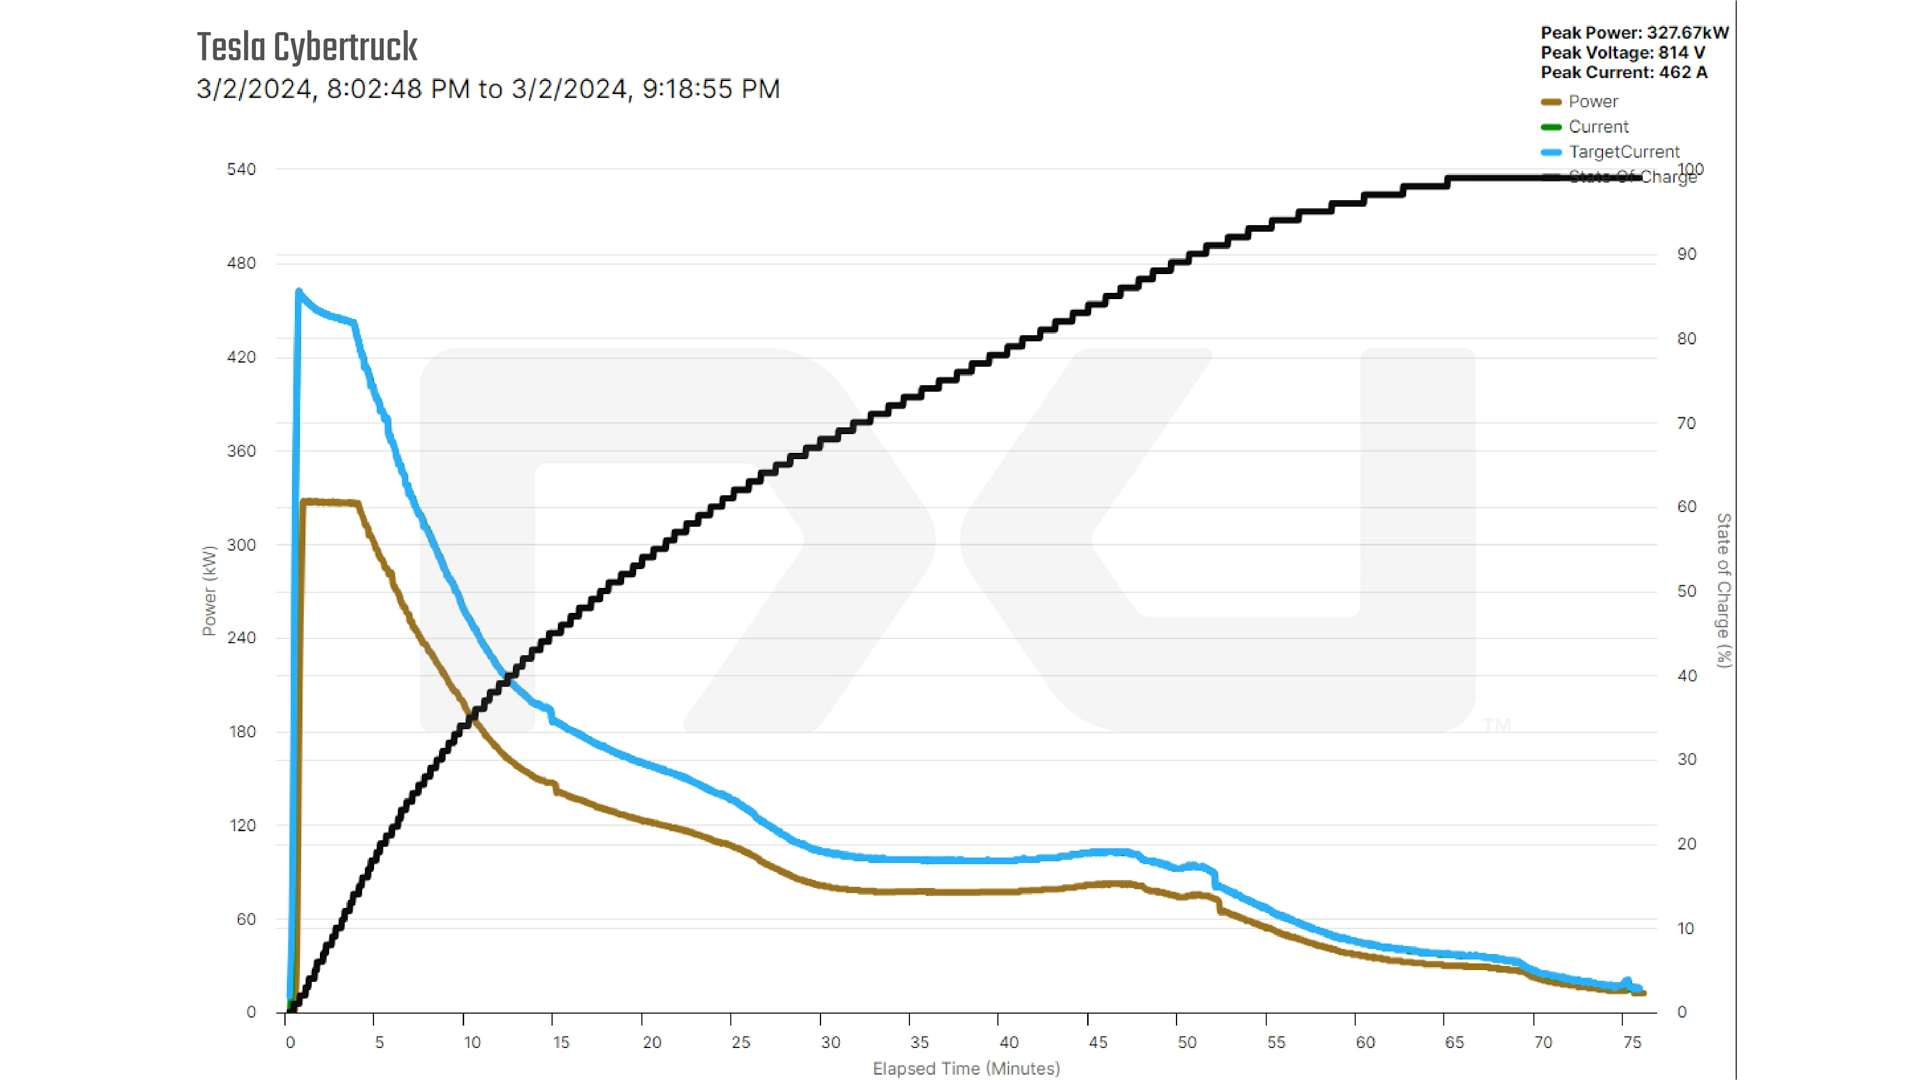 Tesla Cybertruck
3/2/2024, 8:02:48 PM to 3/2/2024, 9:18:55 PM
Peak Power: 327.67kW
Peak Voltage: 814 V
Peak Current: 462 A
Power
Current
TargetCurrent
State Of Charge
540
480
420
360
300
240
180
120
60
0
Power (kW)
100
90
80
70
60
50
40
30
20
10
0
State of Charge (%)
TM
0 5 10 15 20 25 30 35 40 45 50 55 60 65 70 75
Elapsed Time (Minutes)